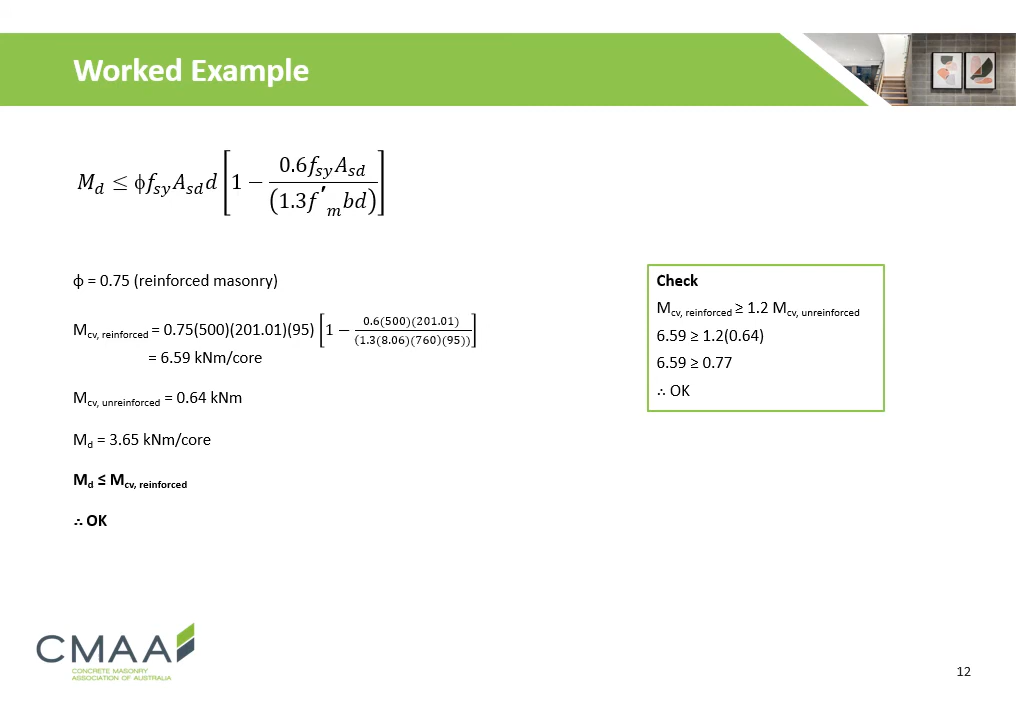 Worked Example
M_d ≤ ϕf_sy A_sd d [1 − 0.6f_sy A_sd / (1.3f′_m bd)]
ϕ = 0.75 (reinforced masonry)
M_cv, reinforced = 0.75(500)(201.01)(95) [1 − 0.6(500)(201.01) / (1.3(8.06)(760)(95))]
= 6.59 kNm/core
M_cv, unreinforced = 0.64 kNm
M_d = 3.65 kNm/core
M_d ≤ M_cv, reinforced
∴ OK
Check
M_cv, reinforced ≥ 1.2 M_cv, unreinforced
6.59 ≥ 1.2(0.64)
6.59 ≥ 0.77
∴ OK
CMAA
CONCRETE MASONRY
ASSOCIATION OF AUSTRALIA
12